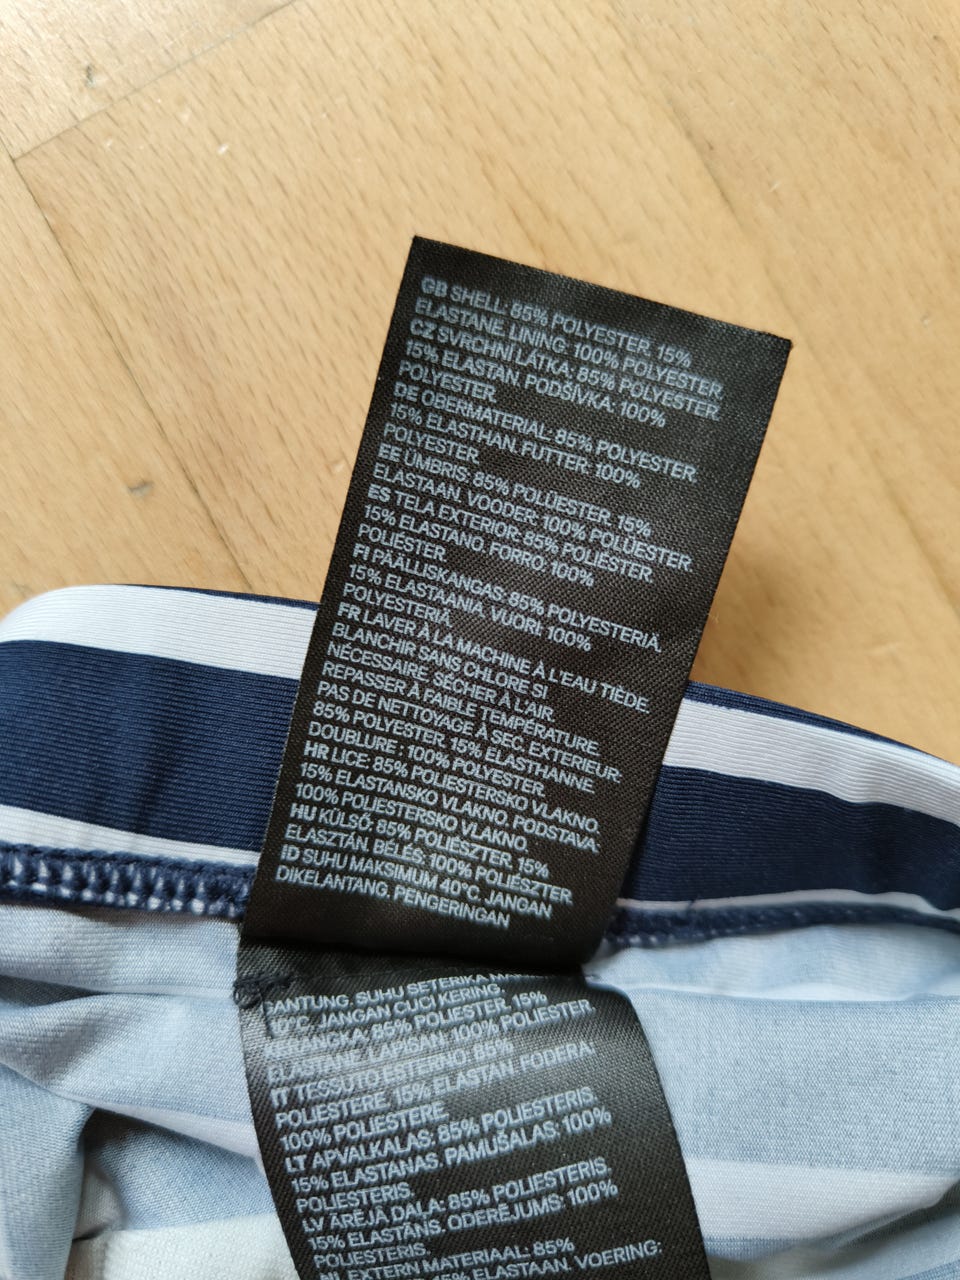 GB SHELL: 85% POLYESTER. 15%
ELASTANE. LINING: 100% POLYESTER.
CZ SVRCHNÍ LÁTKA: 85% POLYESTER.
15% ELASTAN. PODŠÍVKA: 100%
POLYESTER.
DE OBERMATERIAL: 85% POLYESTER.
15% ELASTHAN. FUTTER: 100%
POLYESTER.
EE ÜMBRIS: 85% POLÜESTER. 15%
ELASTAAN. VOODER: 100% POLÜESTER.
ES TELA EXTERIOR: 85% POLIÉSTER.
15% ELASTANO. FORRO: 100%
POLIÉSTER.
FI PÄÄLLISKANGAS: 85% POLYESTERIÄ.
15% ELASTAANIA. VUORI: 100%
POLYESTERIÄ.
FR LAVER À LA MACHINE À L'EAU TIÈDE.
BLANCHIR SANS CHLORE SI
NÉCESSAIRE. SÉCHER À L'AIR.
REPASSER À FAIBLE TEMPÉRATURE.
PAS DE NETTOYAGE À SEC. EXTERIEUR:
85% POLYESTER. 15% ELASTHANNE.
DOUBLURE : 100% POLYESTER.
HR LICE: 85% POLIESTERSKO VLAKNO.
15% ELASTANSKO VLAKNO. PODSTAVA:
100% POLIESTERSKO VLAKNO.
HU KÜLSŐ: 85% POLIÉSZTER. 15%
ELASZTÁN. BÉLÉS: 100% POLIÉSZTER.
ID SUHU MAKSIMUM 40°C. JANGAN
DIKELANTANG. PENGERINGAN
GANTUNG. SUHU SETERIKA
JANGAN CUCI KERING.
85% POLIESTER. 15%
ELASTANE. LAPISAN: 100% POLIESTER.
IT TESSUTO ESTERNO: 85%
POLIESTERE. 15% ELASTAN. FODERA:
100% POLIESTERE.
LT APVALKALAS: 85% POLIESTERIS.
15% ELASTANAS. PAMUŠALAS: 100%
POLIESTERIS.
LV ĀRĒJĀ DAĻA: 85% POLIESTERIS.
15% ELASTĀNS. ODERĒJUMS: 100%
POLIESTERIS.
NL EXTERN MATERIAAL: 85%
15% ELASTAN. VOERING: